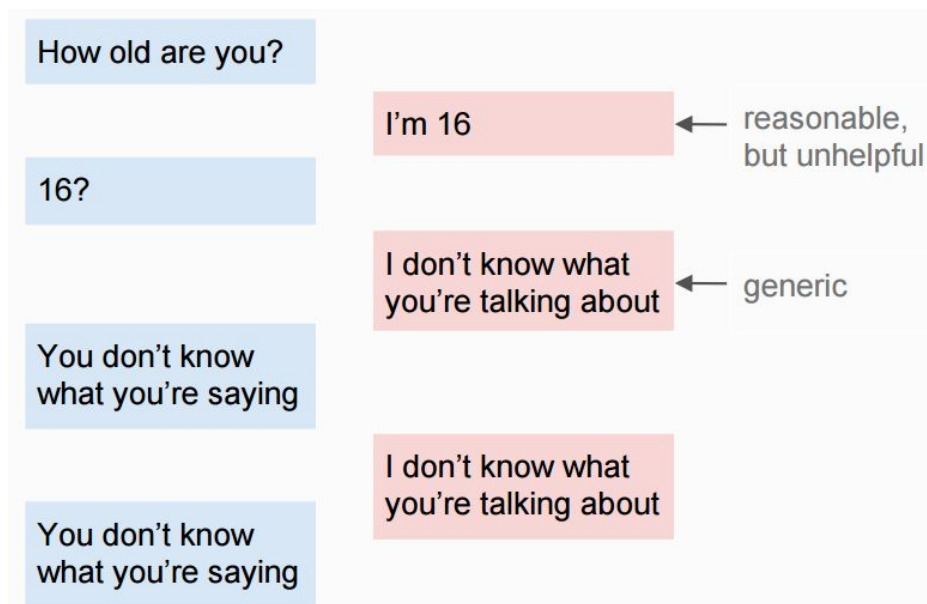 How old are you?
I'm 16
reasonable,
but unhelpful
16?
I don't know what
you're talking about
generic
You don't know
what you're saying
I don't know what
you're talking about
You don't know
what you're saying